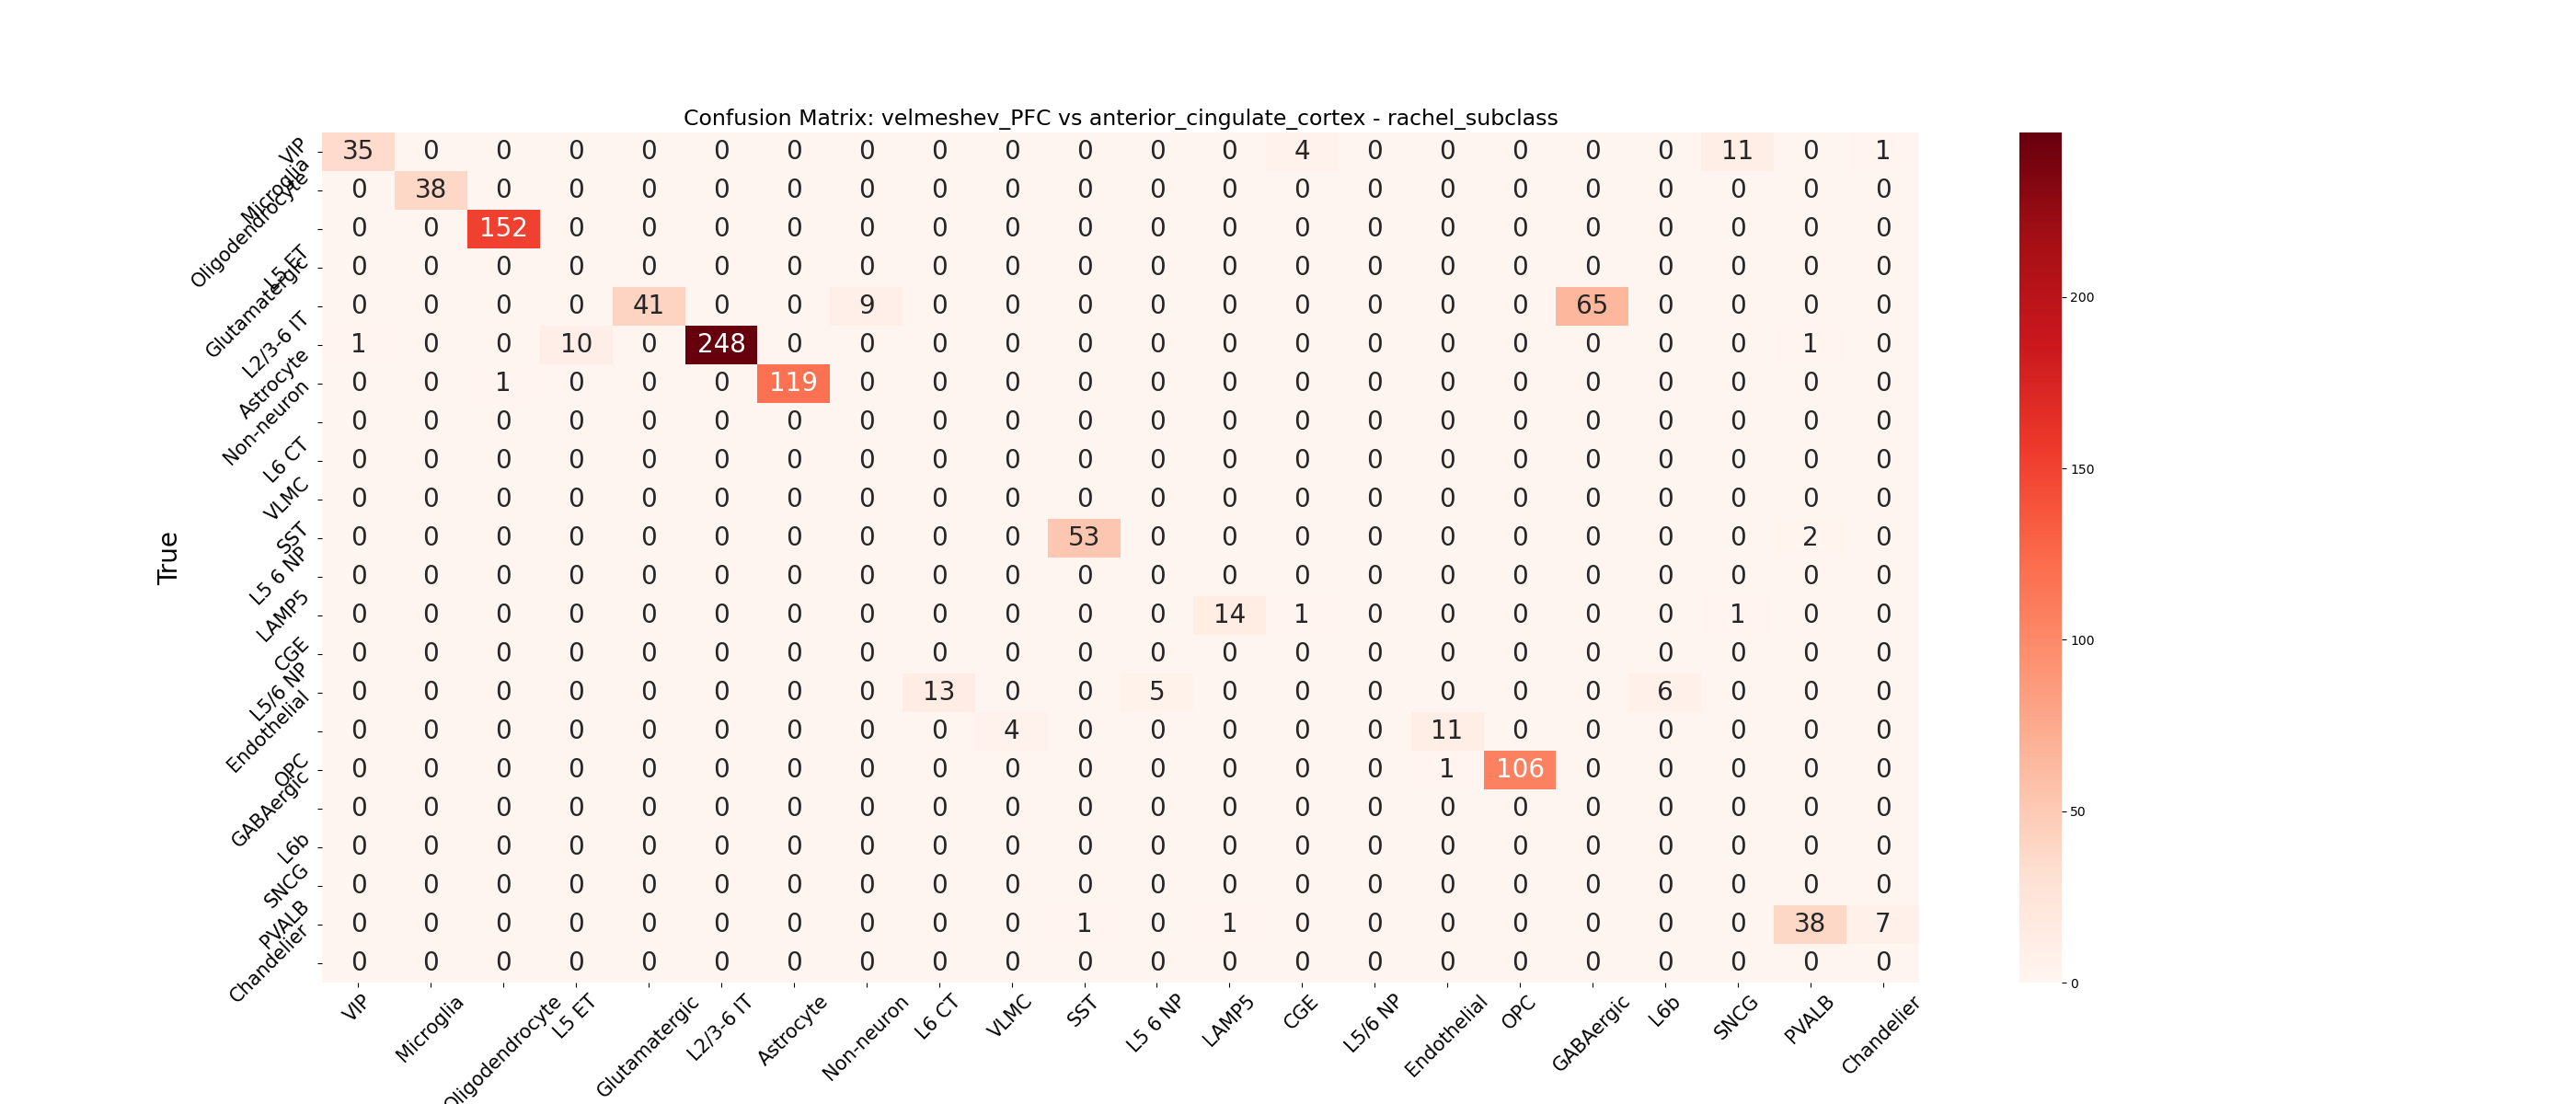 Confusion Matrix: velmeshev_PFC vs anterior_cingulate_cortex - rachel_subclass
True
VIP 35 0 0 0 0 0 0 0 0 0 0 0 0 4 0 0 0 0 0 11 0 1
Microglia 0 38 0 0 0 0 0 0 0 0 0 0 0 0 0 0 0 0 0 0 0 0
Oligodendrocyte 0 0 152 0 0 0 0 0 0 0 0 0 0 0 0 0 0 0 0 0 0 0
L5 ET 0 0 0 0 0 0 0 0 0 0 0 0 0 0 0 0 0 0 0 0 0 0
Glutamatergic 0 0 0 0 41 0 0 9 0 0 0 0 0 0 0 0 0 65 0 0 0 0
L2/3-6 IT 1 0 0 10 0 248 0 0 0 0 0 0 0 0 0 0 0 0 0 0 1 0
Astrocyte 0 0 1 0 0 0 119 0 0 0 0 0 0 0 0 0 0 0 0 0 0 0
Non-neuron 0 0 0 0 0 0 0 0 0 0 0 0 0 0 0 0 0 0 0 0 0 0
L6 CT 0 0 0 0 0 0 0 0 0 0 0 0 0 0 0 0 0 0 0 0 0 0
VLMC 0 0 0 0 0 0 0 0 0 0 0 0 0 0 0 0 0 0 0 0 0 0
SST 0 0 0 0 0 0 0 0 0 0 53 0 0 0 0 0 0 0 0 0 2 0
L5 6 NP 0 0 0 0 0 0 0 0 0 0 0 0 0 0 0 0 0 0 0 0 0 0
LAMP5 0 0 0 0 0 0 0 0 0 0 0 0 14 1 0 0 0 0 0 1 0 0
CGE 0 0 0 0 0 0 0 0 0 0 0 0 0 0 0 0 0 0 0 0 0 0
L5/6 NP 0 0 0 0 0 0 0 0 13 0 0 5 0 0 0 0 0 0 6 0 0 0
Endothelial 0 0 0 0 0 0 0 0 0 4 0 0 0 0 0 11 0 0 0 0 0 0
OPC 0 0 0 0 0 0 0 0 0 0 0 0 0 0 0 1 106 0 0 0 0 0
GABAergic 0 0 0 0 0 0 0 0 0 0 0 0 0 0 0 0 0 0 0 0 0 0
L6b 0 0 0 0 0 0 0 0 0 0 0 0 0 0 0 0 0 0 0 0 0 0
SNCG 0 0 0 0 0 0 0 0 0 0 0 0 0 0 0 0 0 0 0 0 0 0
PVALB 0 0 0 0 0 0 0 0 0 0 1 0 1 0 0 0 0 0 0 0 38 7
Chandelier 0 0 0 0 0 0 0 0 0 0 0 0 0 0 0 0 0 0 0 0 0 0
VIP Microglia Oligodendrocyte L5 ET Glutamatergic L2/3-6 IT Astrocyte Non-neuron L6 CT VLMC SST L5 6 NP LAMP5 CGE L5/6 NP Endothelial OPC GABAergic L6b SNCG PVALB Chandelier
200
150
100
50
0